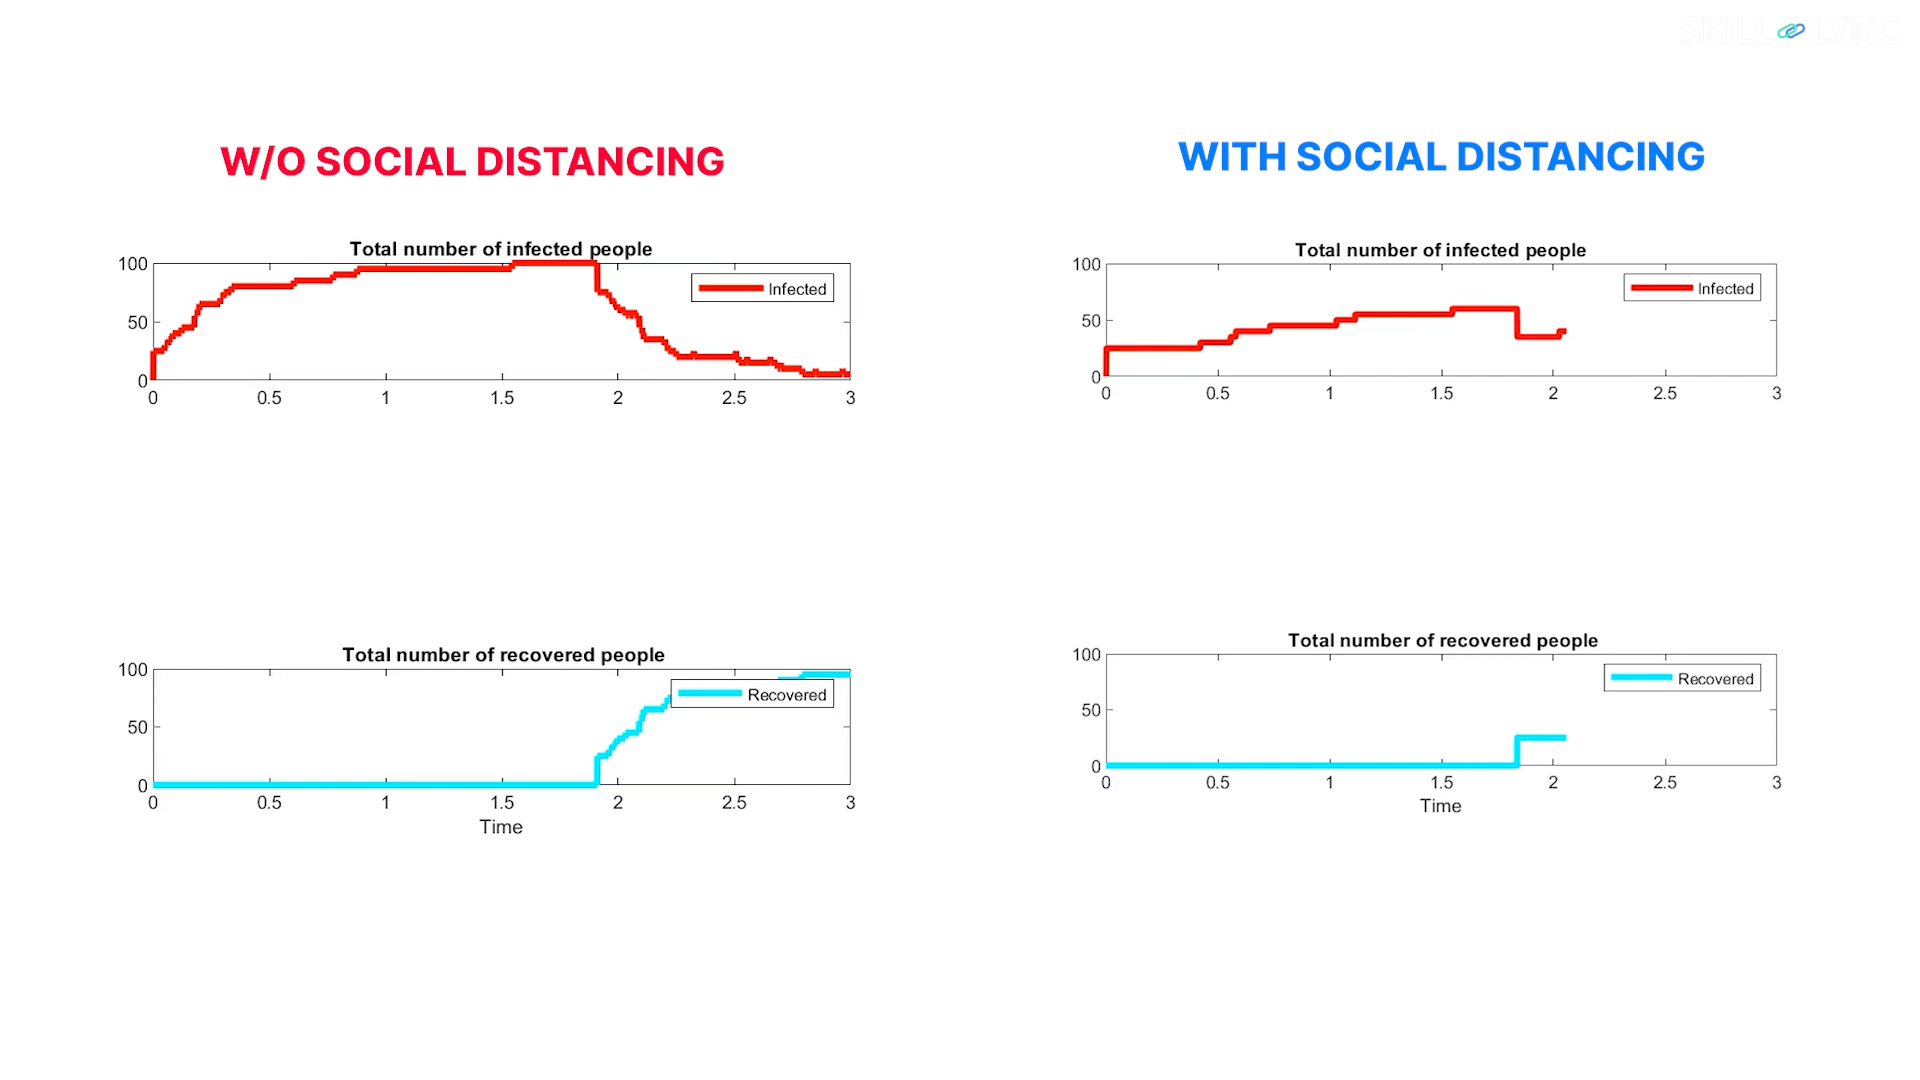 SKILL LYNC
W/O SOCIAL DISTANCING
WITH SOCIAL DISTANCING
Total number of infected people
100
50
0
Infected
0 0.5 1 1.5 2 2.5 3
Total number of infected people
100
50
0
Infected
0 0.5 1 1.5 2 2.5 3
Total number of recovered people
100
50
0
Recovered
0 0.5 1 1.5 2 2.5 3
Time
Total number of recovered people
100
50
0
Recovered
0 0.5 1 1.5 2 2.5 3
Time